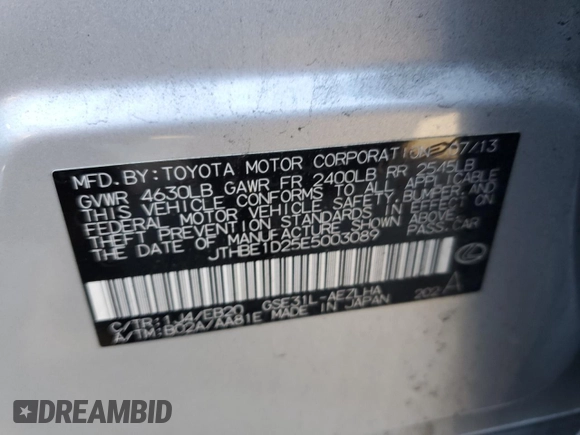 MFD. BY: TOYOTA MOTOR CORPORATION 07/13
GVWR 4630LB GAWR FR 2400LB RR 2545LB
THIS VEHICLE CONFORMS TO ALL APPLICABLE
FEDERAL MOTOR VEHICLE SAFETY, BUMPER, AND
THEFT PREVENTION STANDARDS IN EFFECT ON
THE DATE OF MANUFACTURE SHOWN ABOVE.
JTHBE1D25E5003089 PASS. CAR
C/TR: 1J4/EB20 GSE31L-AEZLHA
A/TM: B02A/AA81E MADE IN JAPAN 202 A
DREAMBID